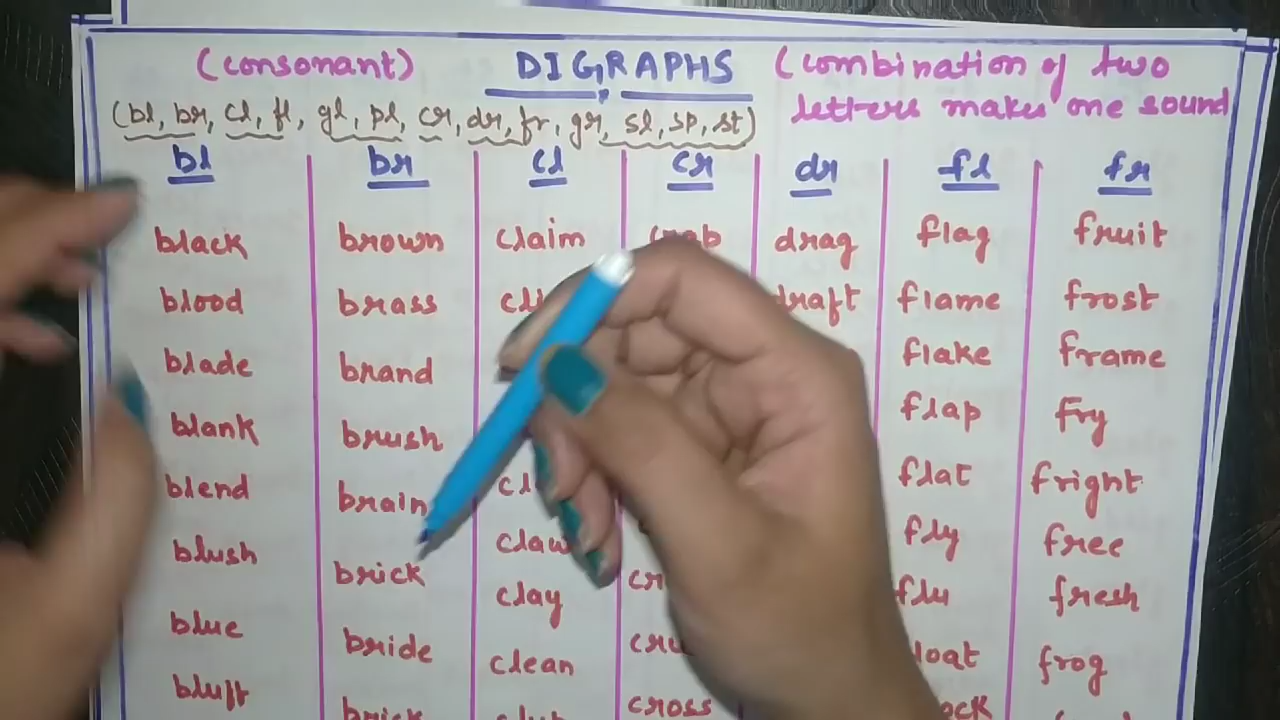 (consonant) DIGRAPHS (combination of two
letters makes one sound
(bl, br, cl, fl, gl, pl, cr, dr, fr, gr, sl, sp, st)
bl br cl cr dr fl fr
black brown claim crab drag flag fruit
blood brass draft flame frost
blade brand flake frame
blank brush flap fry
blend brain flat fright
blush brick claw fly free
blue clay flu fresh
bride clean float frog
bluff brick cross